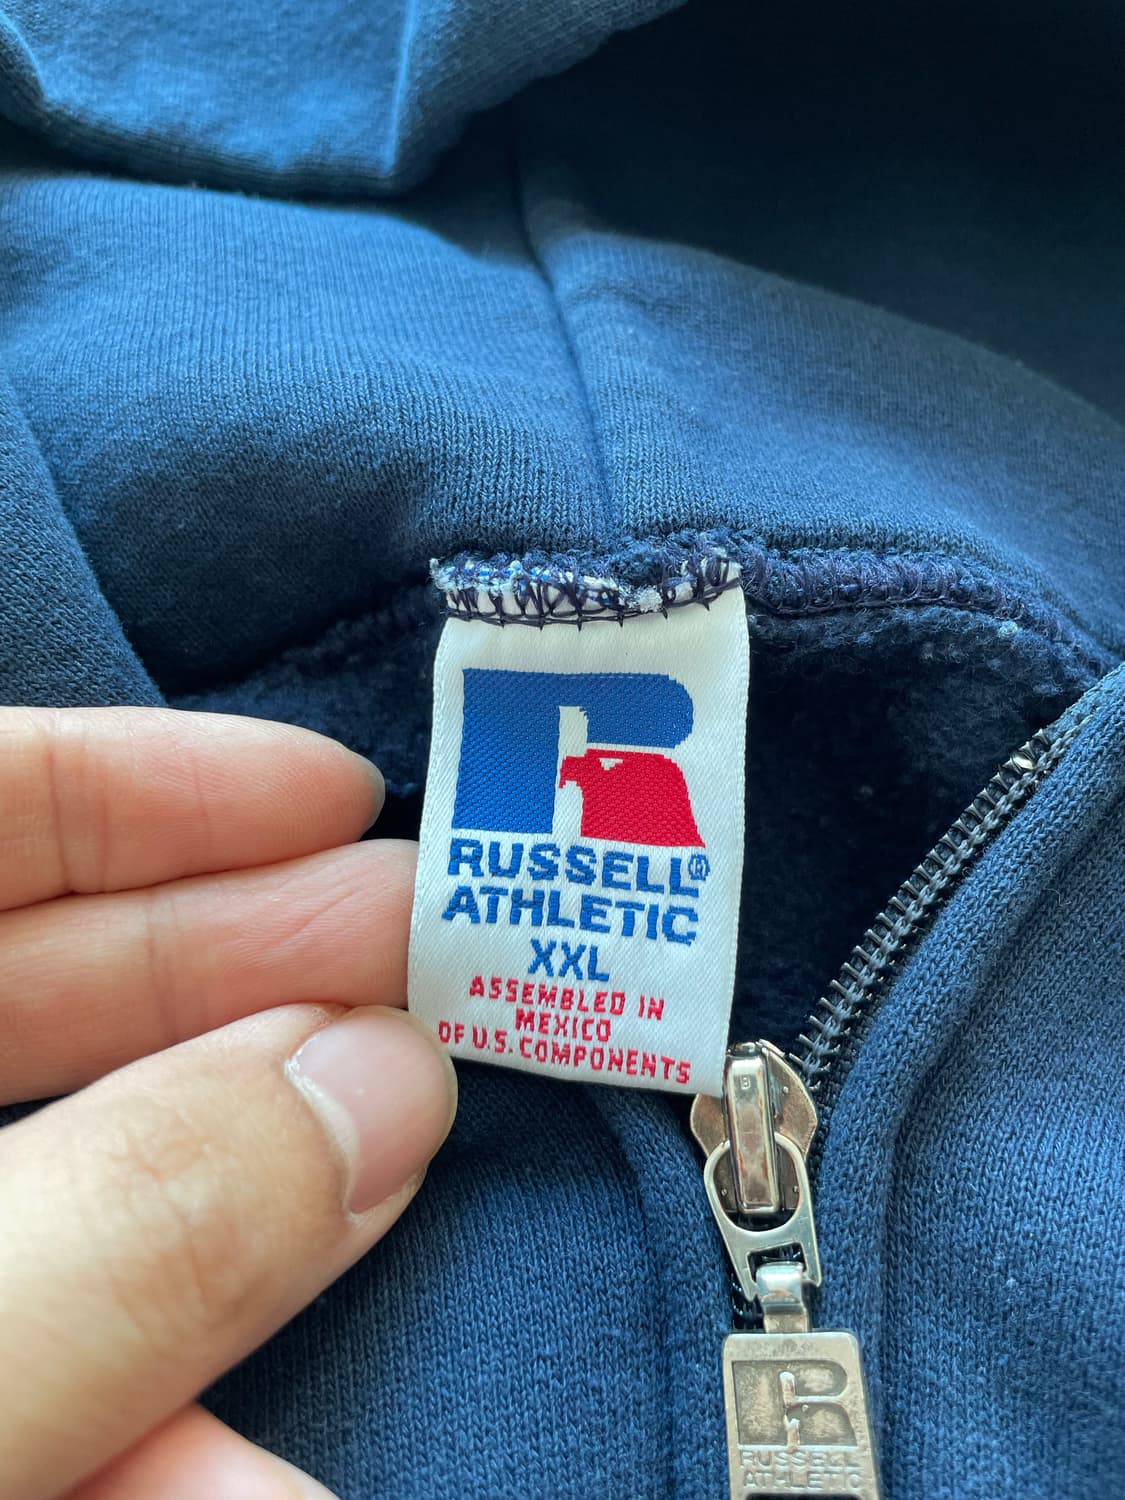 RUSSELL®
ATHLETIC
XXL
ASSEMBLED IN
MEXICO
OF U.S. COMPONENTS
B
RUSSELL
ATHLETIC